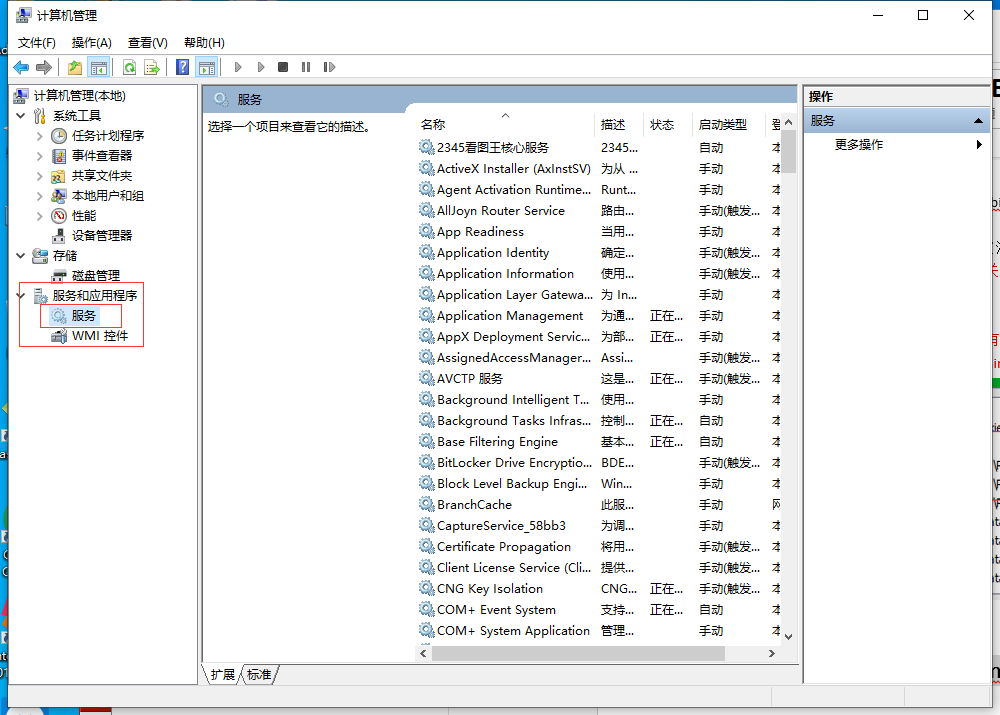 计算机管理
文件(F) 操作(A) 查看(V) 帮助(H)
计算机管理(本地)
系统工具
任务计划程序
事件查看器
共享文件夹
本地用户和组
性能
设备管理器
存储
磁盘管理
服务和应用程序
服务
WMI 控件
服务
选择一个项目来查看它的描述。
名称 描述 状态 启动类型 登
2345看图王核心服务 2345... 自动 本
ActiveX Installer (AxInstSV) 为从 ... 手动 本
Agent Activation Runtime... Runt... 手动 本
AllJoyn Router Service 路由... 手动(触发... 本
App Readiness 当用... 手动 本
Application Identity 确定... 手动(触发... 本
Application Information 使用... 手动(触发... 本
Application Layer Gatewa... 为 In... 手动 本
Application Management 为通... 正在... 手动 本
AppX Deployment Servic... 为部... 正在... 手动 本
AssignedAccessManager... Assi... 手动(触发... 本
AVCTP 服务 这是... 正在... 手动(触发... 本
Background Intelligent T... 使用... 手动 本
Background Tasks Infras... 控制... 正在... 自动 本
Base Filtering Engine 基本... 正在... 自动 本
BitLocker Drive Encryptio... BDE... 手动(触发... 本
Block Level Backup Engi... Win... 手动 本
BranchCache 此服... 手动 网
CaptureService_58bb3 为调... 手动 本
Certificate Propagation 将用... 手动(触发... 本
Client License Service (Cli... 提供... 手动(触发... 本
CNG Key Isolation CNG... 正在... 手动(触发... 本
COM+ Event System 支持... 正在... 自动 本
COM+ System Application 管理... 手动 本
扩展 标准
操作
服务
更多操作